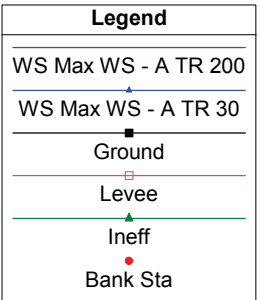 Legend
WS Max WS - A TR 200
WS Max WS - A TR 30
Ground
Levee
Ineff
Bank Sta